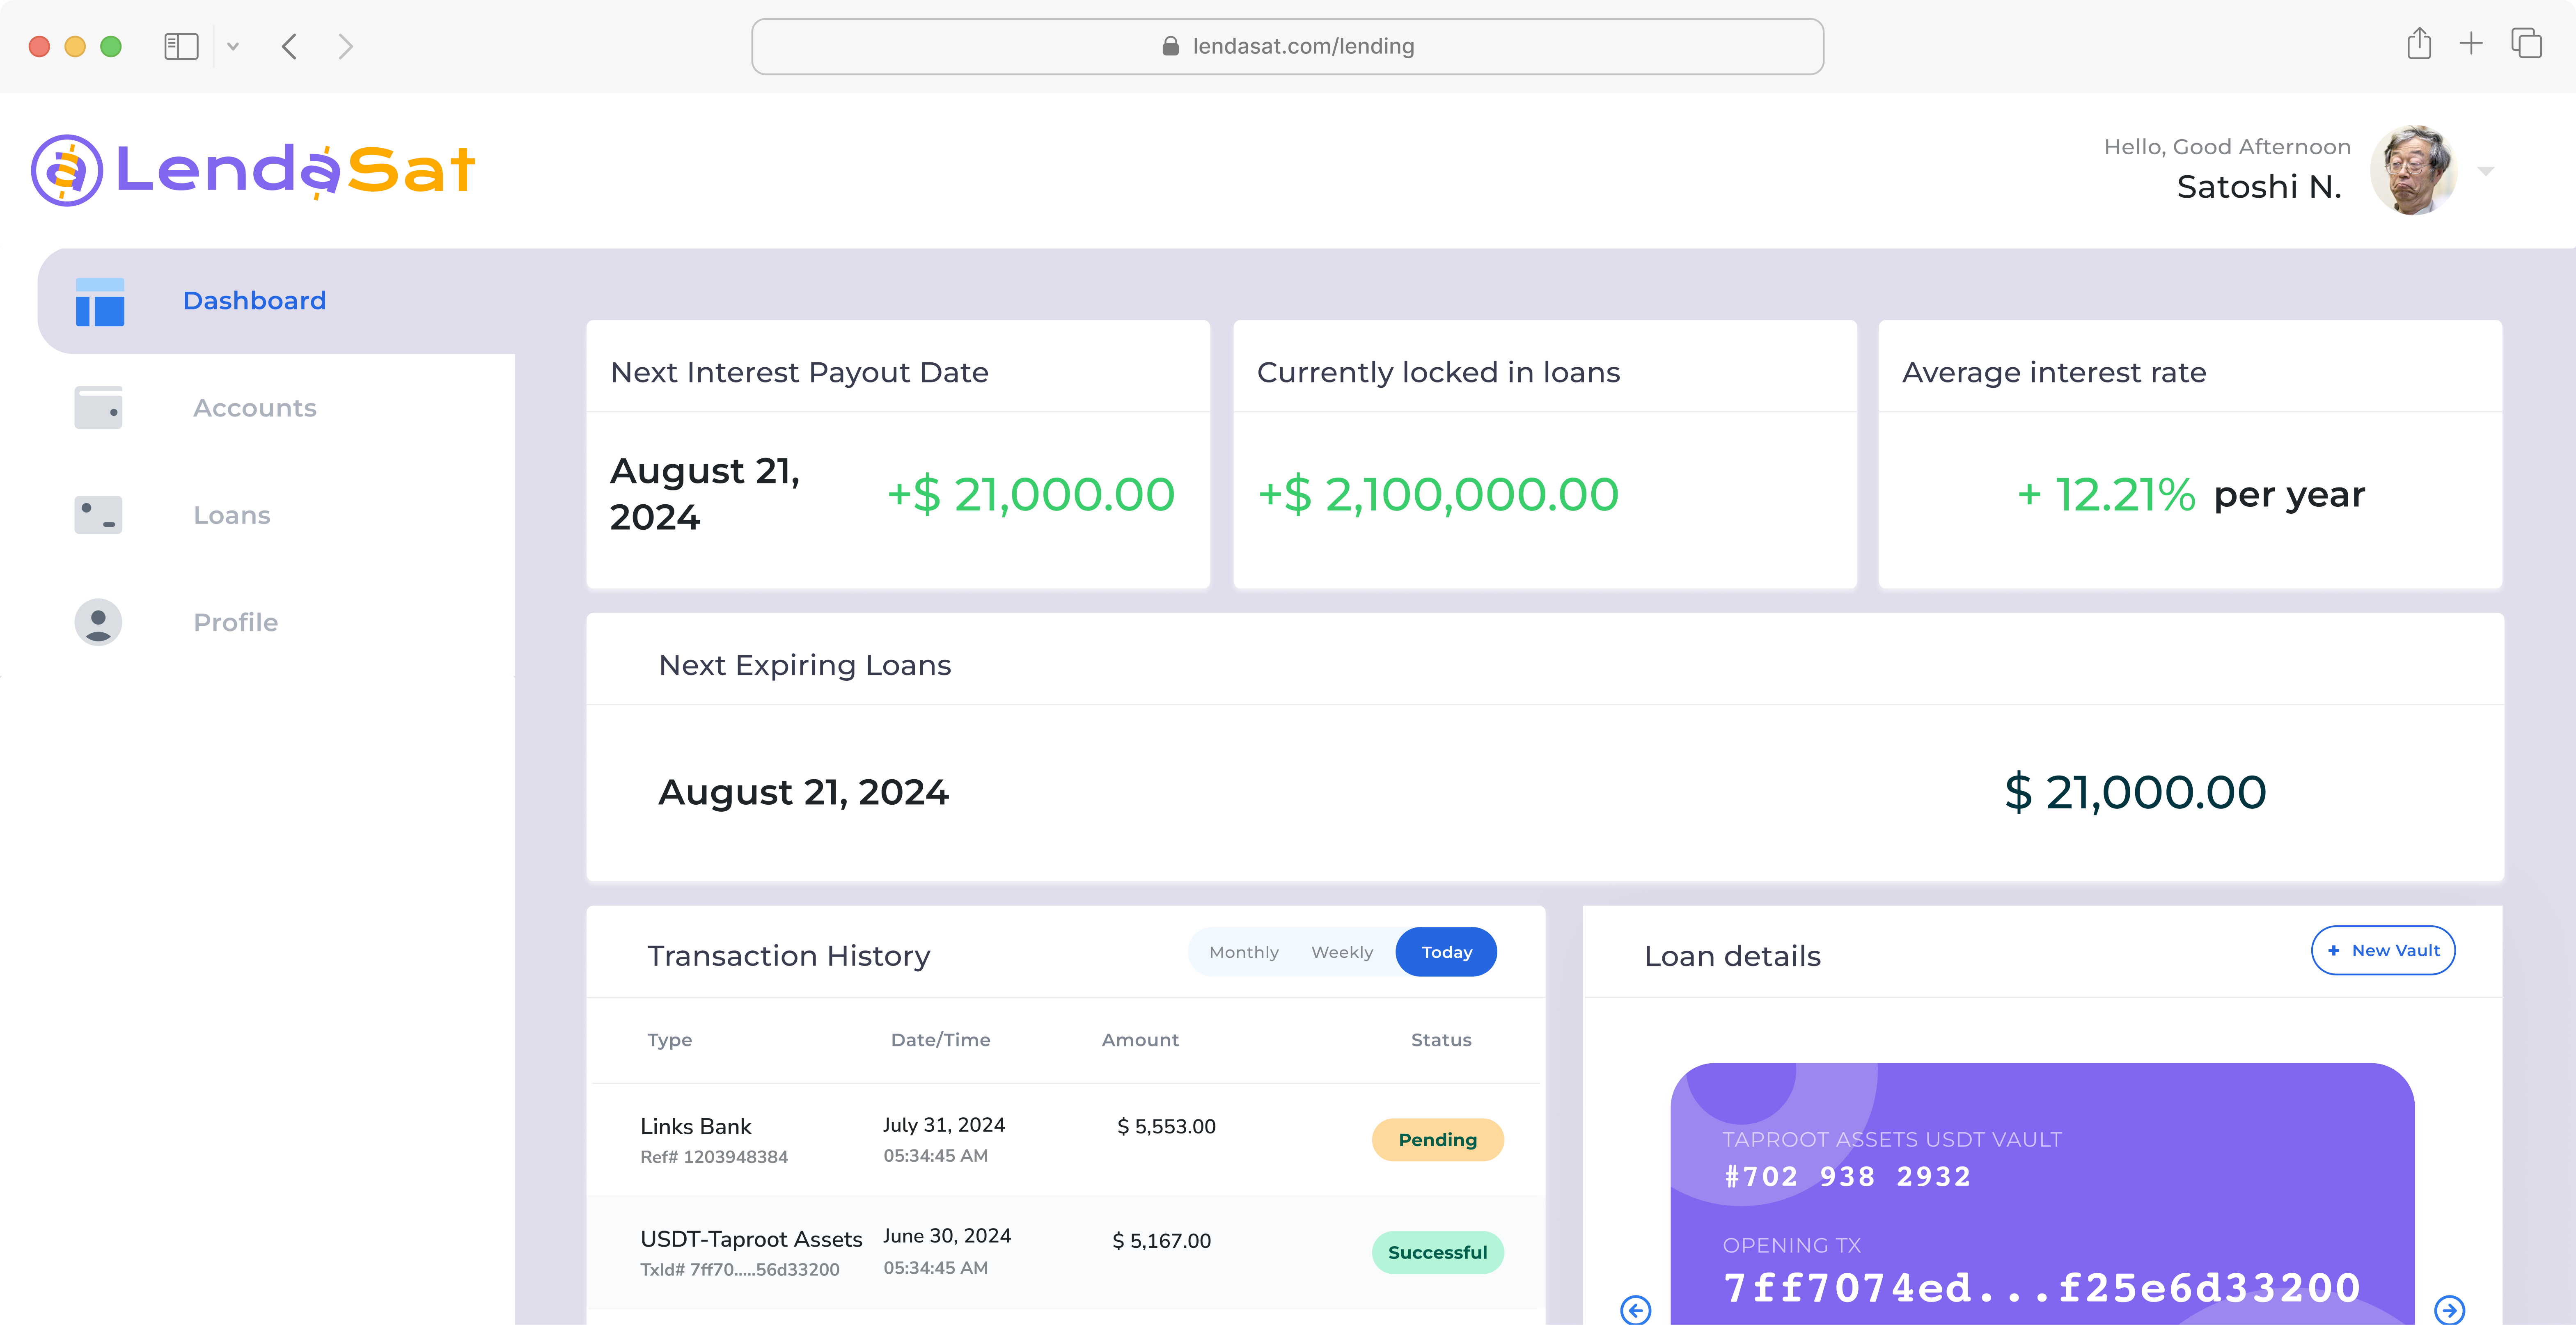 lendasat.com/lending
LendaSat
Hello, Good Afternoon
Satoshi N.
Dashboard
Accounts
Loans
Profile
Next Interest Payout Date
August 21,
2024
+$ 21,000.00
Currently locked in loans
+$ 2,100,000.00
Average interest rate
+ 12.21% per year
Next Expiring Loans
August 21, 2024
$ 21,000.00
Transaction History
Monthly Weekly Today
Type Date/Time Amount Status
Links Bank July 31, 2024 $ 5,553.00 Pending
Ref# 1203948384 05:34:45 AM
USDT-Taproot Assets June 30, 2024 $ 5,167.00 Successful
TxId# 7ff70.....56d33200 05:34:45 AM
Loan details
+ New Vault
TAPROOT ASSETS USDT VAULT
#702 938 2932
OPENING TX
7ff7074ed...f25e6d33200